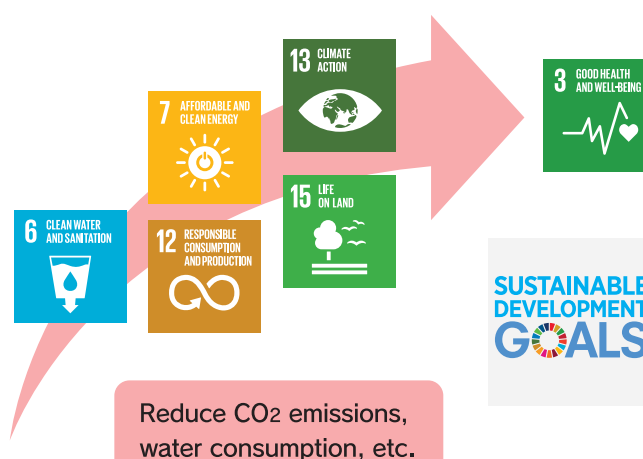 13 CLIMATE
ACTION
3 GOOD HEALTH
AND WELL-BEING
7 AFFORDABLE AND
CLEAN ENERGY
15 LIFE
ON LAND
6 CLEAN WATER
AND SANITATION
12 RESPONSIBLE
CONSUMPTION
AND PRODUCTION
SUSTAINABLE
DEVELOPMENT
GOALS
Reduce CO2 emissions,
water consumption, etc.